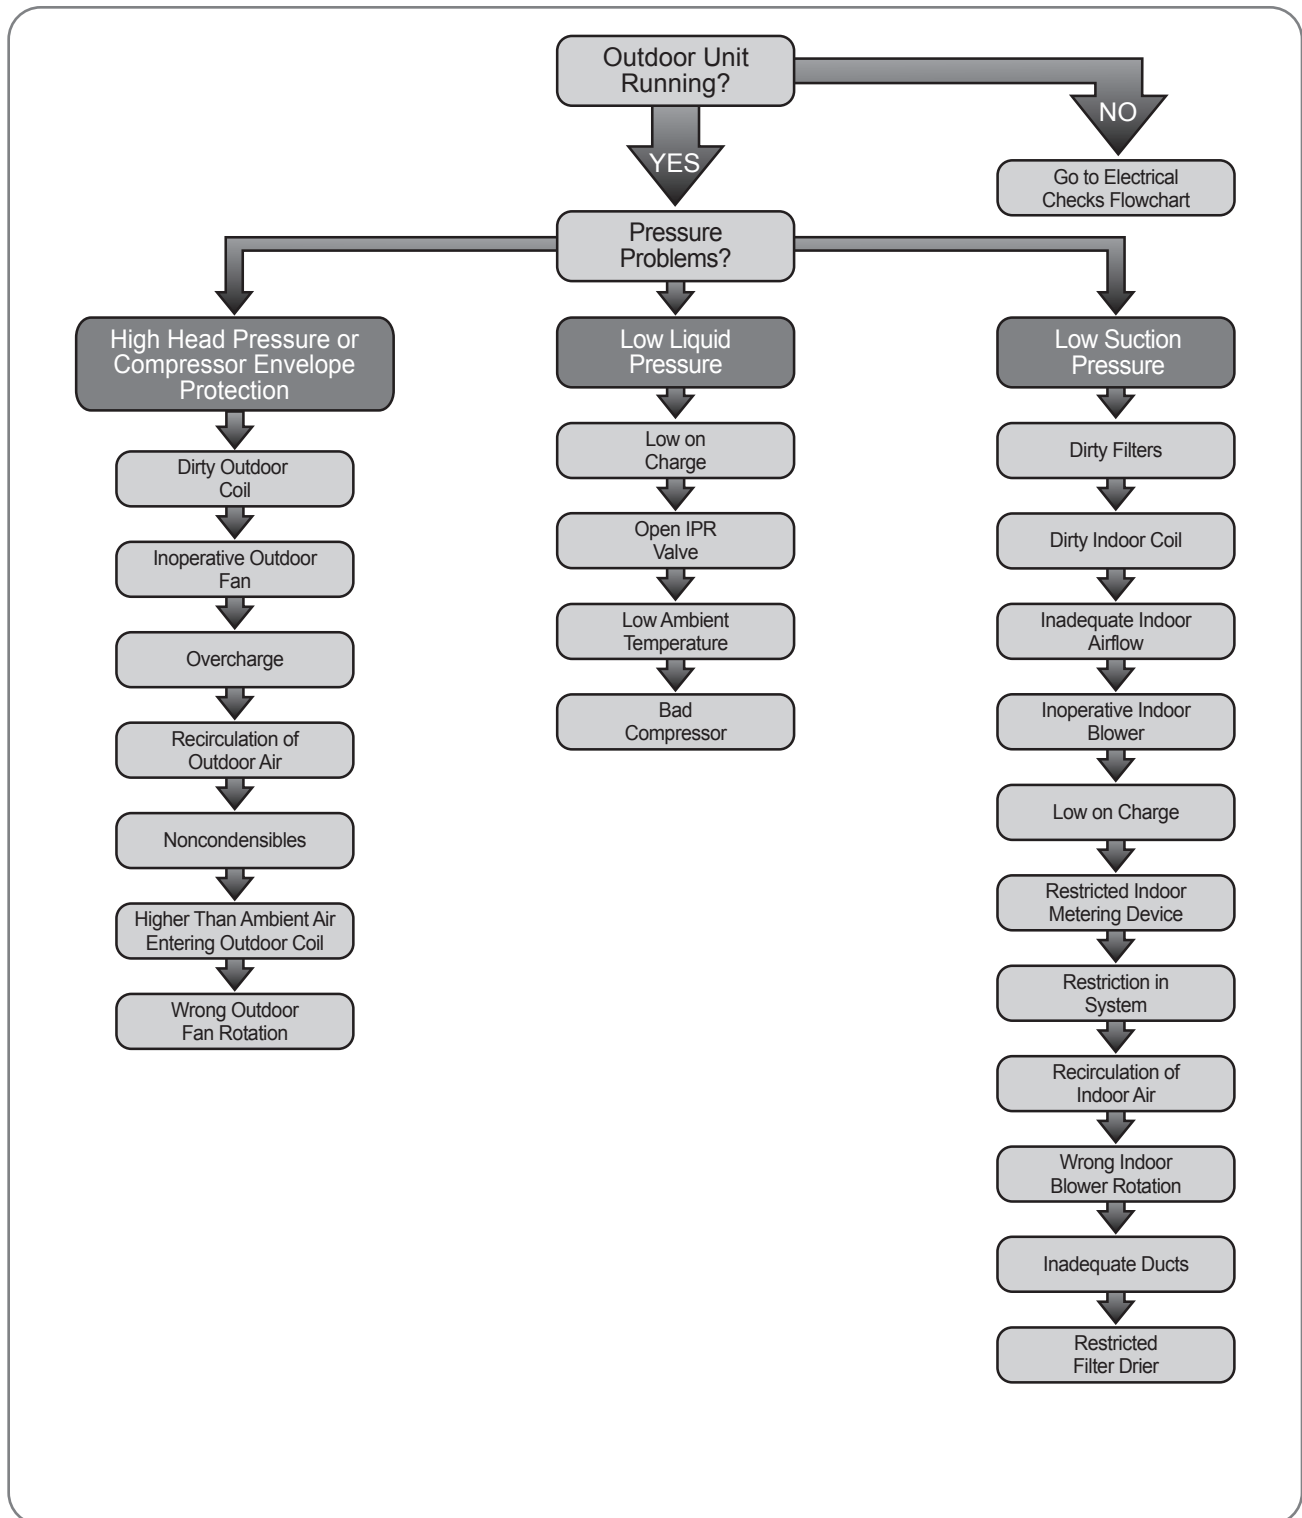 Outdoor Unit
Running?
NO
YES
Go to Electrical
Checks Flowchart
Pressure
Problems?
High Head Pressure or
Compressor Envelope
Protection
Dirty Outdoor
Coil
Inoperative Outdoor
Fan
Overcharge
Recirculation of
Outdoor Air
Noncondensibles
Higher Than Ambient Air
Entering Outdoor Coil
Wrong Outdoor
Fan Rotation
Low Liquid
Pressure
Low on
Charge
Open IPR
Valve
Low Ambient
Temperature
Bad
Compressor
Low Suction
Pressure
Dirty Filters
Dirty Indoor Coil
Inadequate Indoor
Airflow
Inoperative Indoor
Blower
Low on Charge
Restricted Indoor
Metering Device
Restriction in
System
Recirculation of
Indoor Air
Wrong Indoor
Blower Rotation
Inadequate Ducts
Restricted
Filter Drier